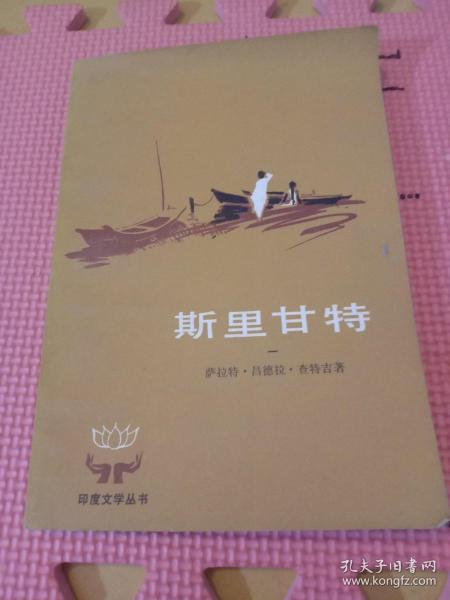 斯里甘特
一
萨拉特·昌德拉·查特吉著
印度文学丛书
孔夫子旧书网
www.kongfz.com